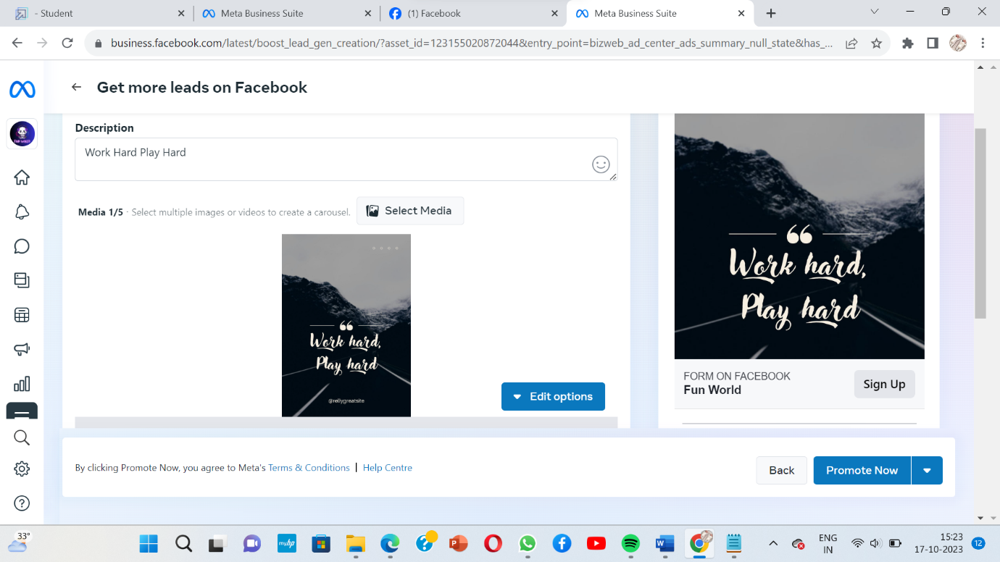 - Student
Meta Business Suite
(1) Facebook
Meta Business Suite
business.facebook.com/latest/boost_lead_gen_creation/?asset_id=123155020872044&entry_point=bizweb_ad_center_ads_summary_null_state&has_...
Get more leads on Facebook
Description
Work Hard Play Hard
Media 1/5 · Select multiple images or videos to create a carousel.
Select Media
“
Work hard,
Play hard
@rellygreatsite
Edit options
“
Work hard,
Play hard
FORM ON FACEBOOK
Fun World
Sign Up
By clicking Promote Now, you agree to Meta's Terms & Conditions | Help Centre
Back
Promote Now
33°
myhp
ENG
IN
15:23
17-10-2023
12